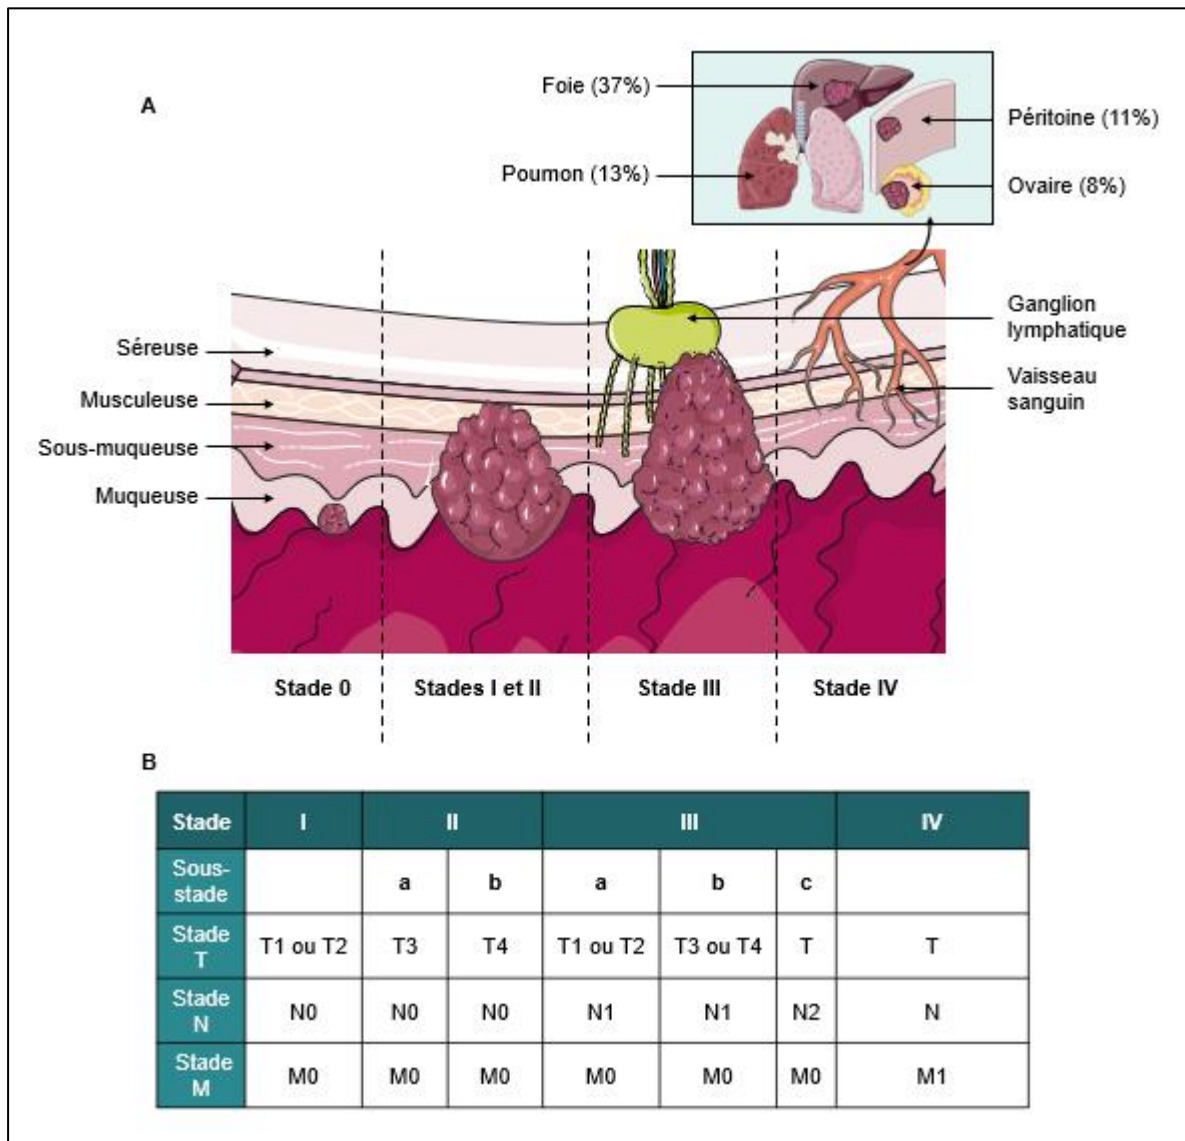 A
Foie (37%)
Poumon (13%)
Péritoine (11%)
Ovaire (8%)
Séreuse
Musculeuse
Sous-muqueuse
Muqueuse
Ganglion
lymphatique
Vaisseau
sanguin
Stade 0 Stades I et II Stade III Stade IV
B
Stade I II III IV
Sous-
stade a b a b c
Stade
T T1 ou T2 T3 T4 T1 ou T2 T3 ou T4 T T
Stade
N N0 N0 N0 N1 N1 N2 N
Stade
M M0 M0 M0 M0 M0 M0 M1